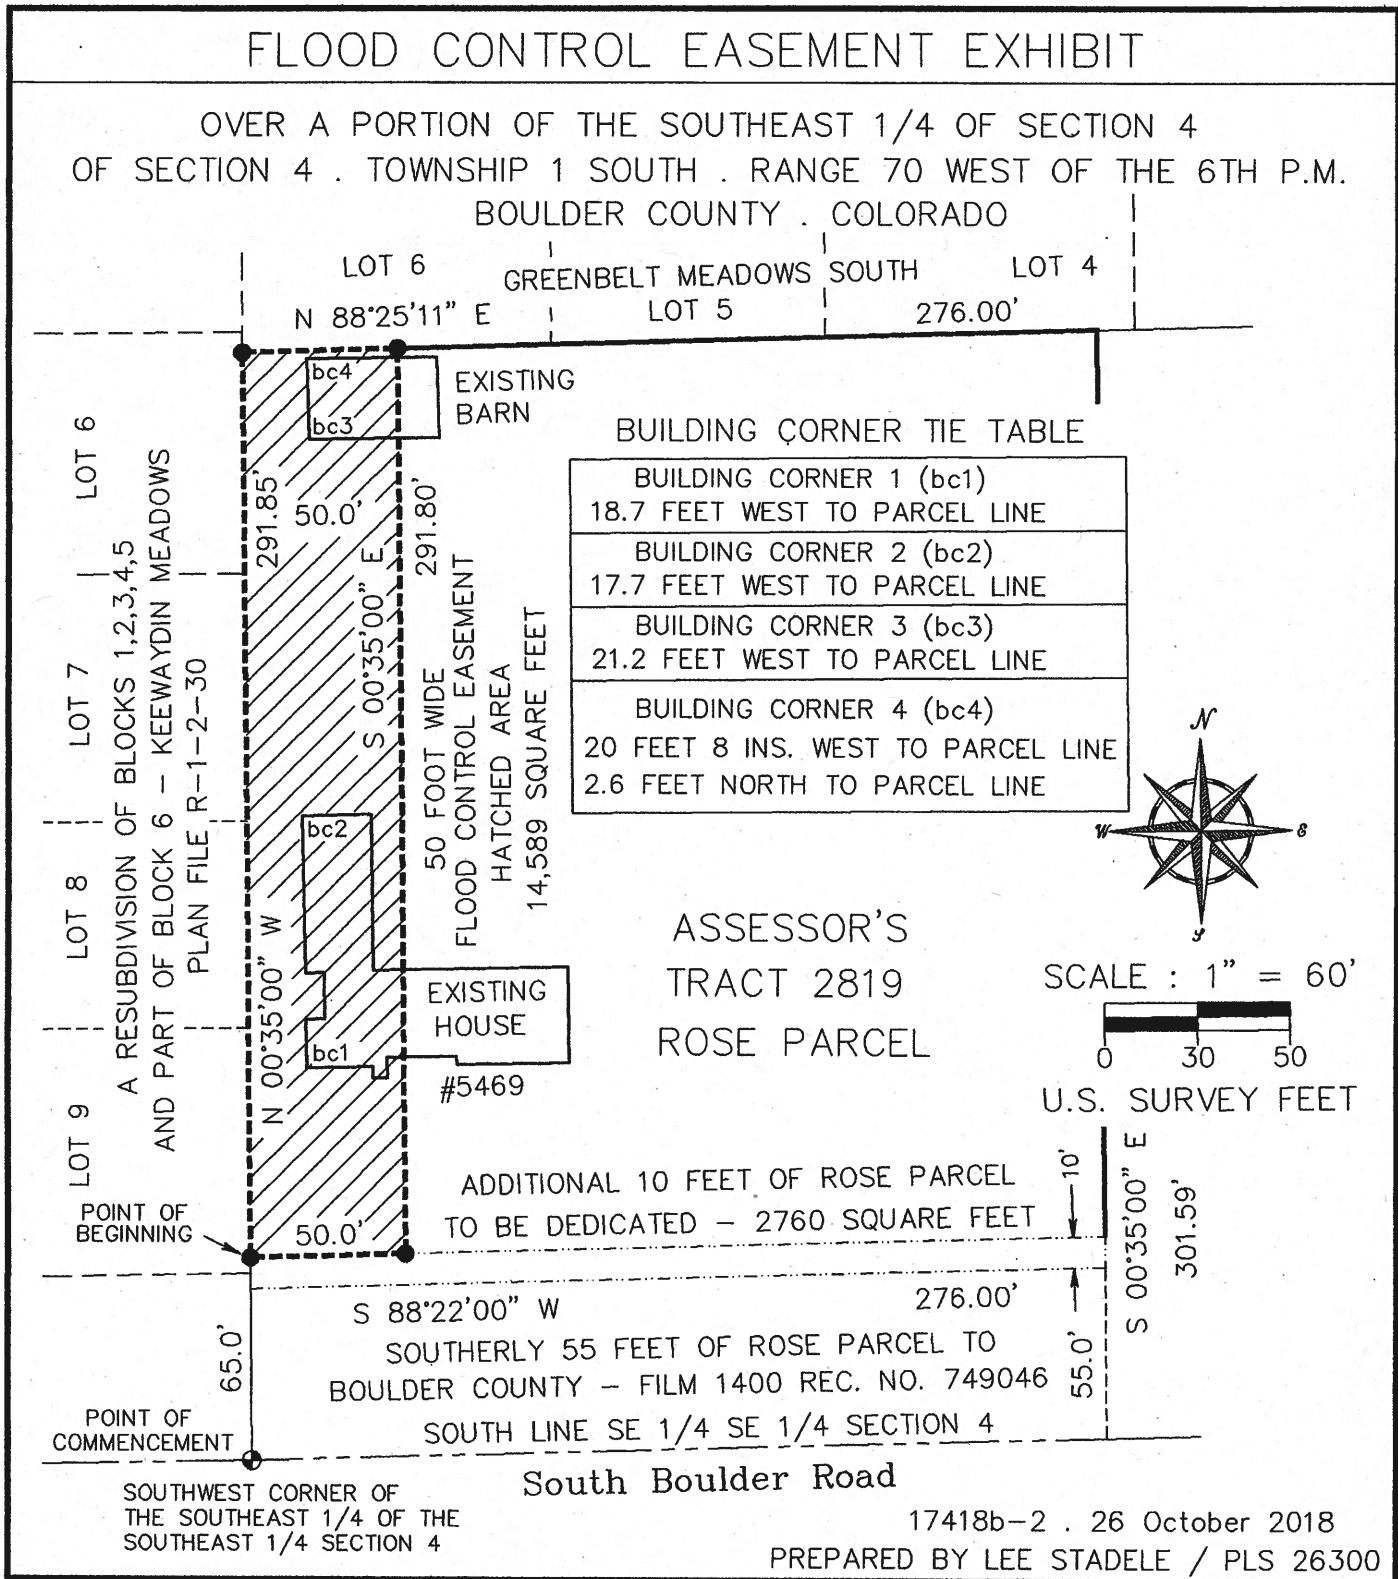 FLOOD CONTROL EASEMENT EXHIBIT
OVER A PORTION OF THE SOUTHEAST 1/4 OF SECTION 4
OF SECTION 4 . TOWNSHIP 1 SOUTH . RANGE 70 WEST OF THE 6TH P.M.
BOULDER COUNTY . COLORADO
LOT 6
GREENBELT MEADOWS SOUTH
LOT 4
N 88°25'11" E
LOT 5
276.00'
bc4
bc3
EXISTING
BARN
LOT 6
LOT 7
LOT 8
LOT 9
A RESUBDIVISION OF BLOCKS 1,2,3,4,5
AND PART OF BLOCK 6 – KEEWAYDIN MEADOWS
PLAN FILE R-1-2-30
291.85'
50.0'
S 00°35'00" E
291.80'
50 FOOT WIDE
FLOOD CONTROL EASEMENT
HATCHED AREA
14,589 SQUARE FEET
BUILDING CORNER TIE TABLE
BUILDING CORNER 1 (bc1)
18.7 FEET WEST TO PARCEL LINE
BUILDING CORNER 2 (bc2)
17.7 FEET WEST TO PARCEL LINE
BUILDING CORNER 3 (bc3)
21.2 FEET WEST TO PARCEL LINE
BUILDING CORNER 4 (bc4)
20 FEET 8 INS. WEST TO PARCEL LINE
2.6 FEET NORTH TO PARCEL LINE
N
W
E
S
bc2
N 00°35'00" W
bc1
EXISTING
HOUSE
#5469
ASSESSOR'S
TRACT 2819
ROSE PARCEL
SCALE : 1" = 60'
0 30 50
U.S. SURVEY FEET
POINT OF
BEGINNING
50.0'
ADDITIONAL 10 FEET OF ROSE PARCEL
TO BE DEDICATED – 2760 SQUARE FEET
10'
S 00°35'00" E
301.59'
S 88°22'00" W
276.00'
SOUTHERLY 55 FEET OF ROSE PARCEL TO
BOULDER COUNTY – FILM 1400 REC. NO. 749046
55.0'
65.0'
SOUTH LINE SE 1/4 SE 1/4 SECTION 4
POINT OF
COMMENCEMENT
South Boulder Road
SOUTHWEST CORNER OF
THE SOUTHEAST 1/4 OF THE
SOUTHEAST 1/4 SECTION 4
17418b-2 . 26 October 2018
PREPARED BY LEE STADELE / PLS 26300